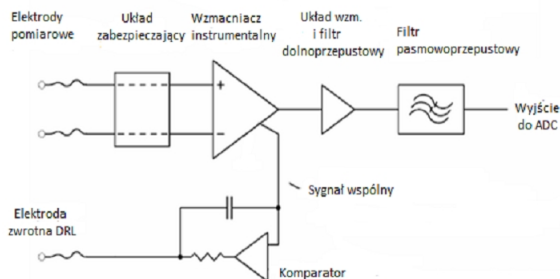 Elektrody
pomiarowe
Układ
zabezpieczający
Wzmacniacz
instrumentalny
Układ wzm.
i filtr
dolnoprzepustowy
Filtr
pasmowoprzepustowy
+
−
Wyjście
do ADC
Sygnał wspólny
Elektroda
zwrotna DRL
Komparator